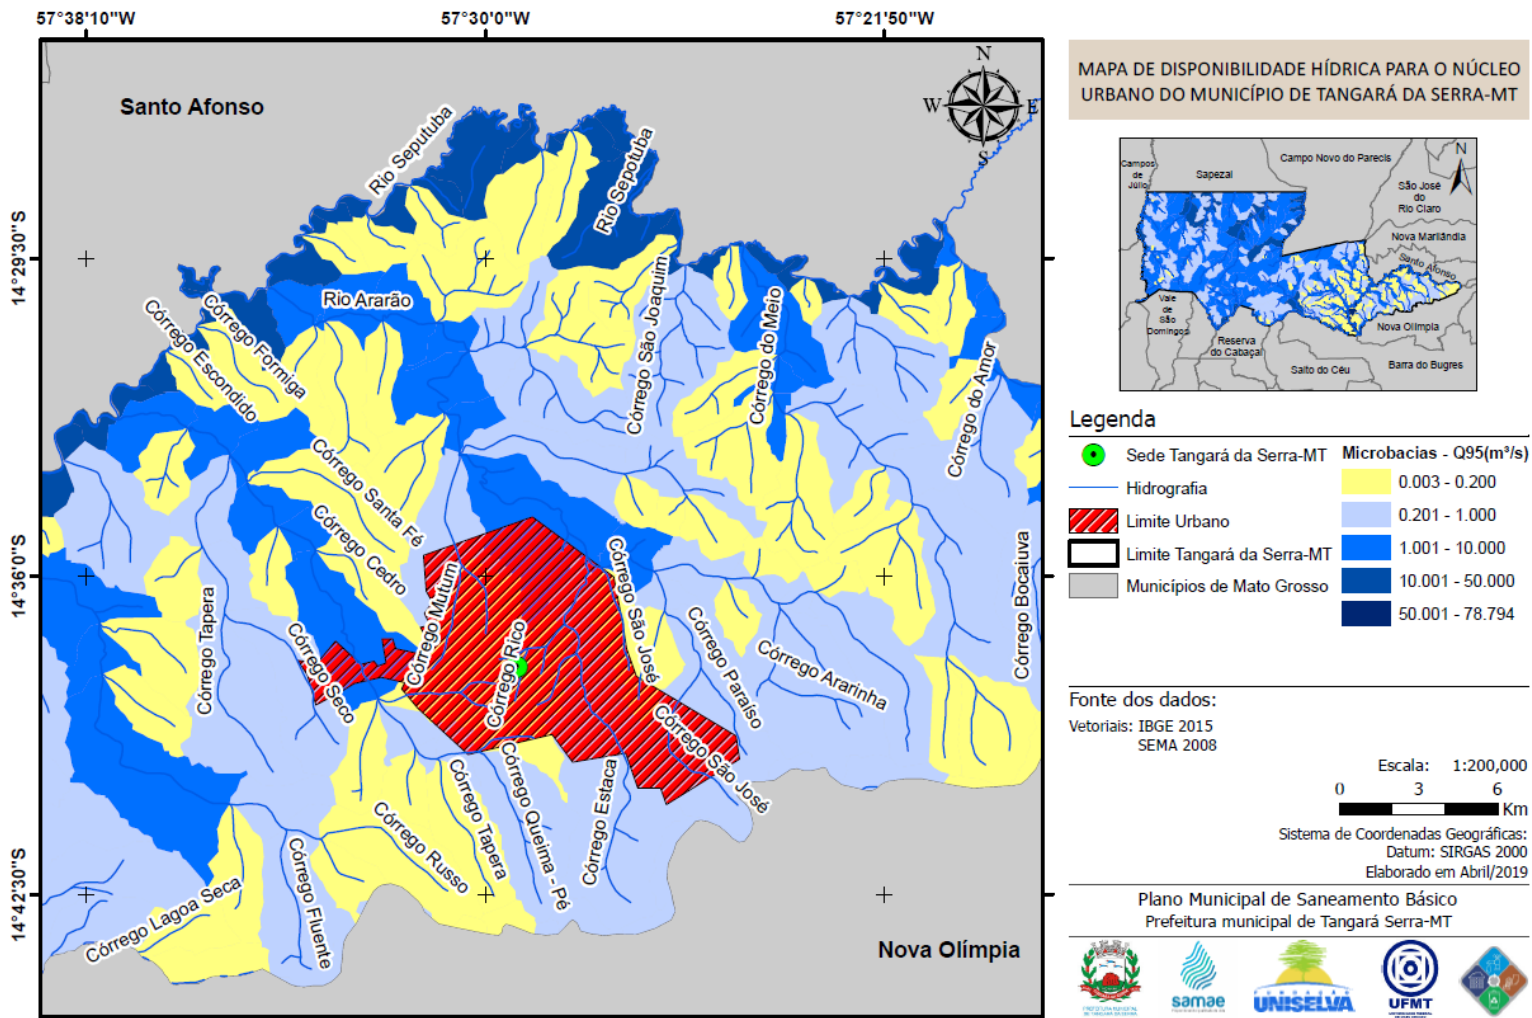 57°38'10"W
57°30'0"W
57°21'50"W
14°29'30"S
14°36'0"S
14°42'30"S
Santo Afonso
N
W
E
S
Rio Seputuba
Rio Sepotuba
Rio Ararão
Córrego Formiga
Córrego Escondido
Córrego São Joaquim
Córrego do Meio
Córrego do Amor
Córrego Santa Fé
Córrego Cedro
Córrego Mutum
Córrego Tapera
Córrego Seco
Córrego Rico
Córrego São José
Córrego Paraíso
Córrego Ararinha
Córrego Bocaiuva
Córrego São José
Córrego Estaca
Córrego Queima - Pé
Córrego Tapera
Córrego Russo
Córrego Fluente
Córrego Lagoa Seca
Nova Olímpia
MAPA DE DISPONIBILIDADE HÍDRICA PARA O NÚCLEO
URBANO DO MUNICÍPIO DE TANGARÁ DA SERRA-MT
N
Campos
de
Júlio
Sapezal
Campo Novo do Parecis
São José
do
Rio Claro
Nova Marilândia
Santo Afonso
Vale
de
São
Domingos
Reserva
do Cabaçal
Salto do Céu
Nova Olímpia
Barra do Bugres
Legenda
Sede Tangará da Serra-MT
Hidrografia
Limite Urbano
Limite Tangará da Serra-MT
Municípios de Mato Grosso
Microbacias - Q95(m³/s)
0.003 - 0.200
0.201 - 1.000
1.001 - 10.000
10.001 - 50.000
50.001 - 78.794
Fonte dos dados:
Vetoriais: IBGE 2015
SEMA 2008
Escala: 1:200,000
0 3 6
Km
Sistema de Coordenadas Geográficas:
Datum: SIRGAS 2000
Elaborado em Abril/2019
Plano Municipal de Saneamento Básico
Prefeitura municipal de Tangará Serra-MT
PREFEITURA MUNICIPAL
DE TANGARÁ DA SERRA
samae
FUNDAÇÃO
UNISELVA
UFMT